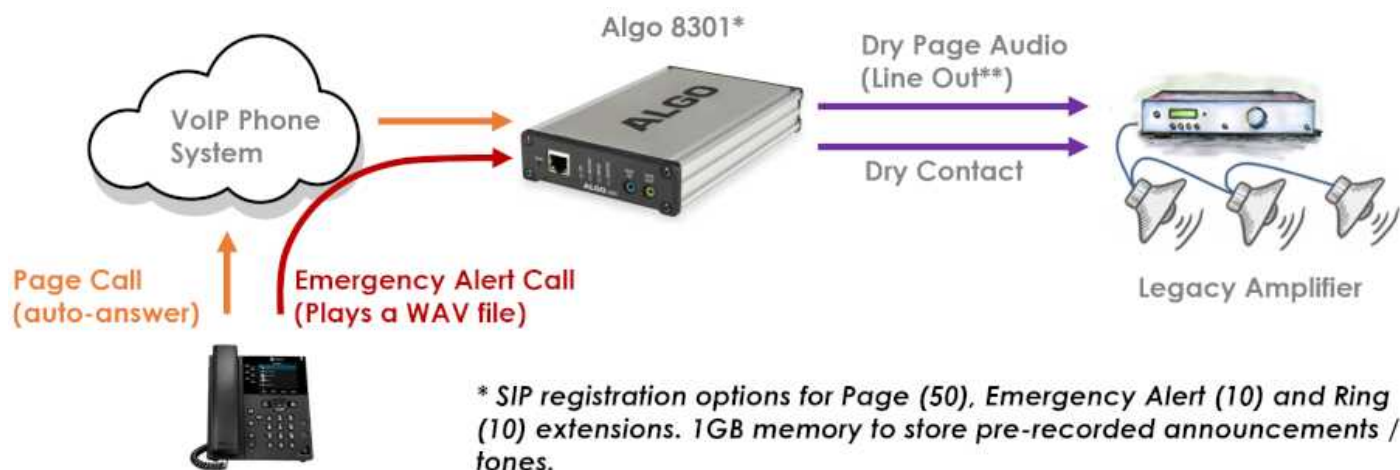 Algo 8301*
VoIP Phone
System
Dry Page Audio
(Line Out**)
ALGO
Dry Contact
ALGO
Page Call
(auto-answer)
Emergency Alert Call
(Plays a WAV file)
Legacy Amplifier
* SIP registration options for Page (50), Emergency Alert (10) and Ring
(10) extensions. 1GB memory to store pre-recorded announcements /
tones.